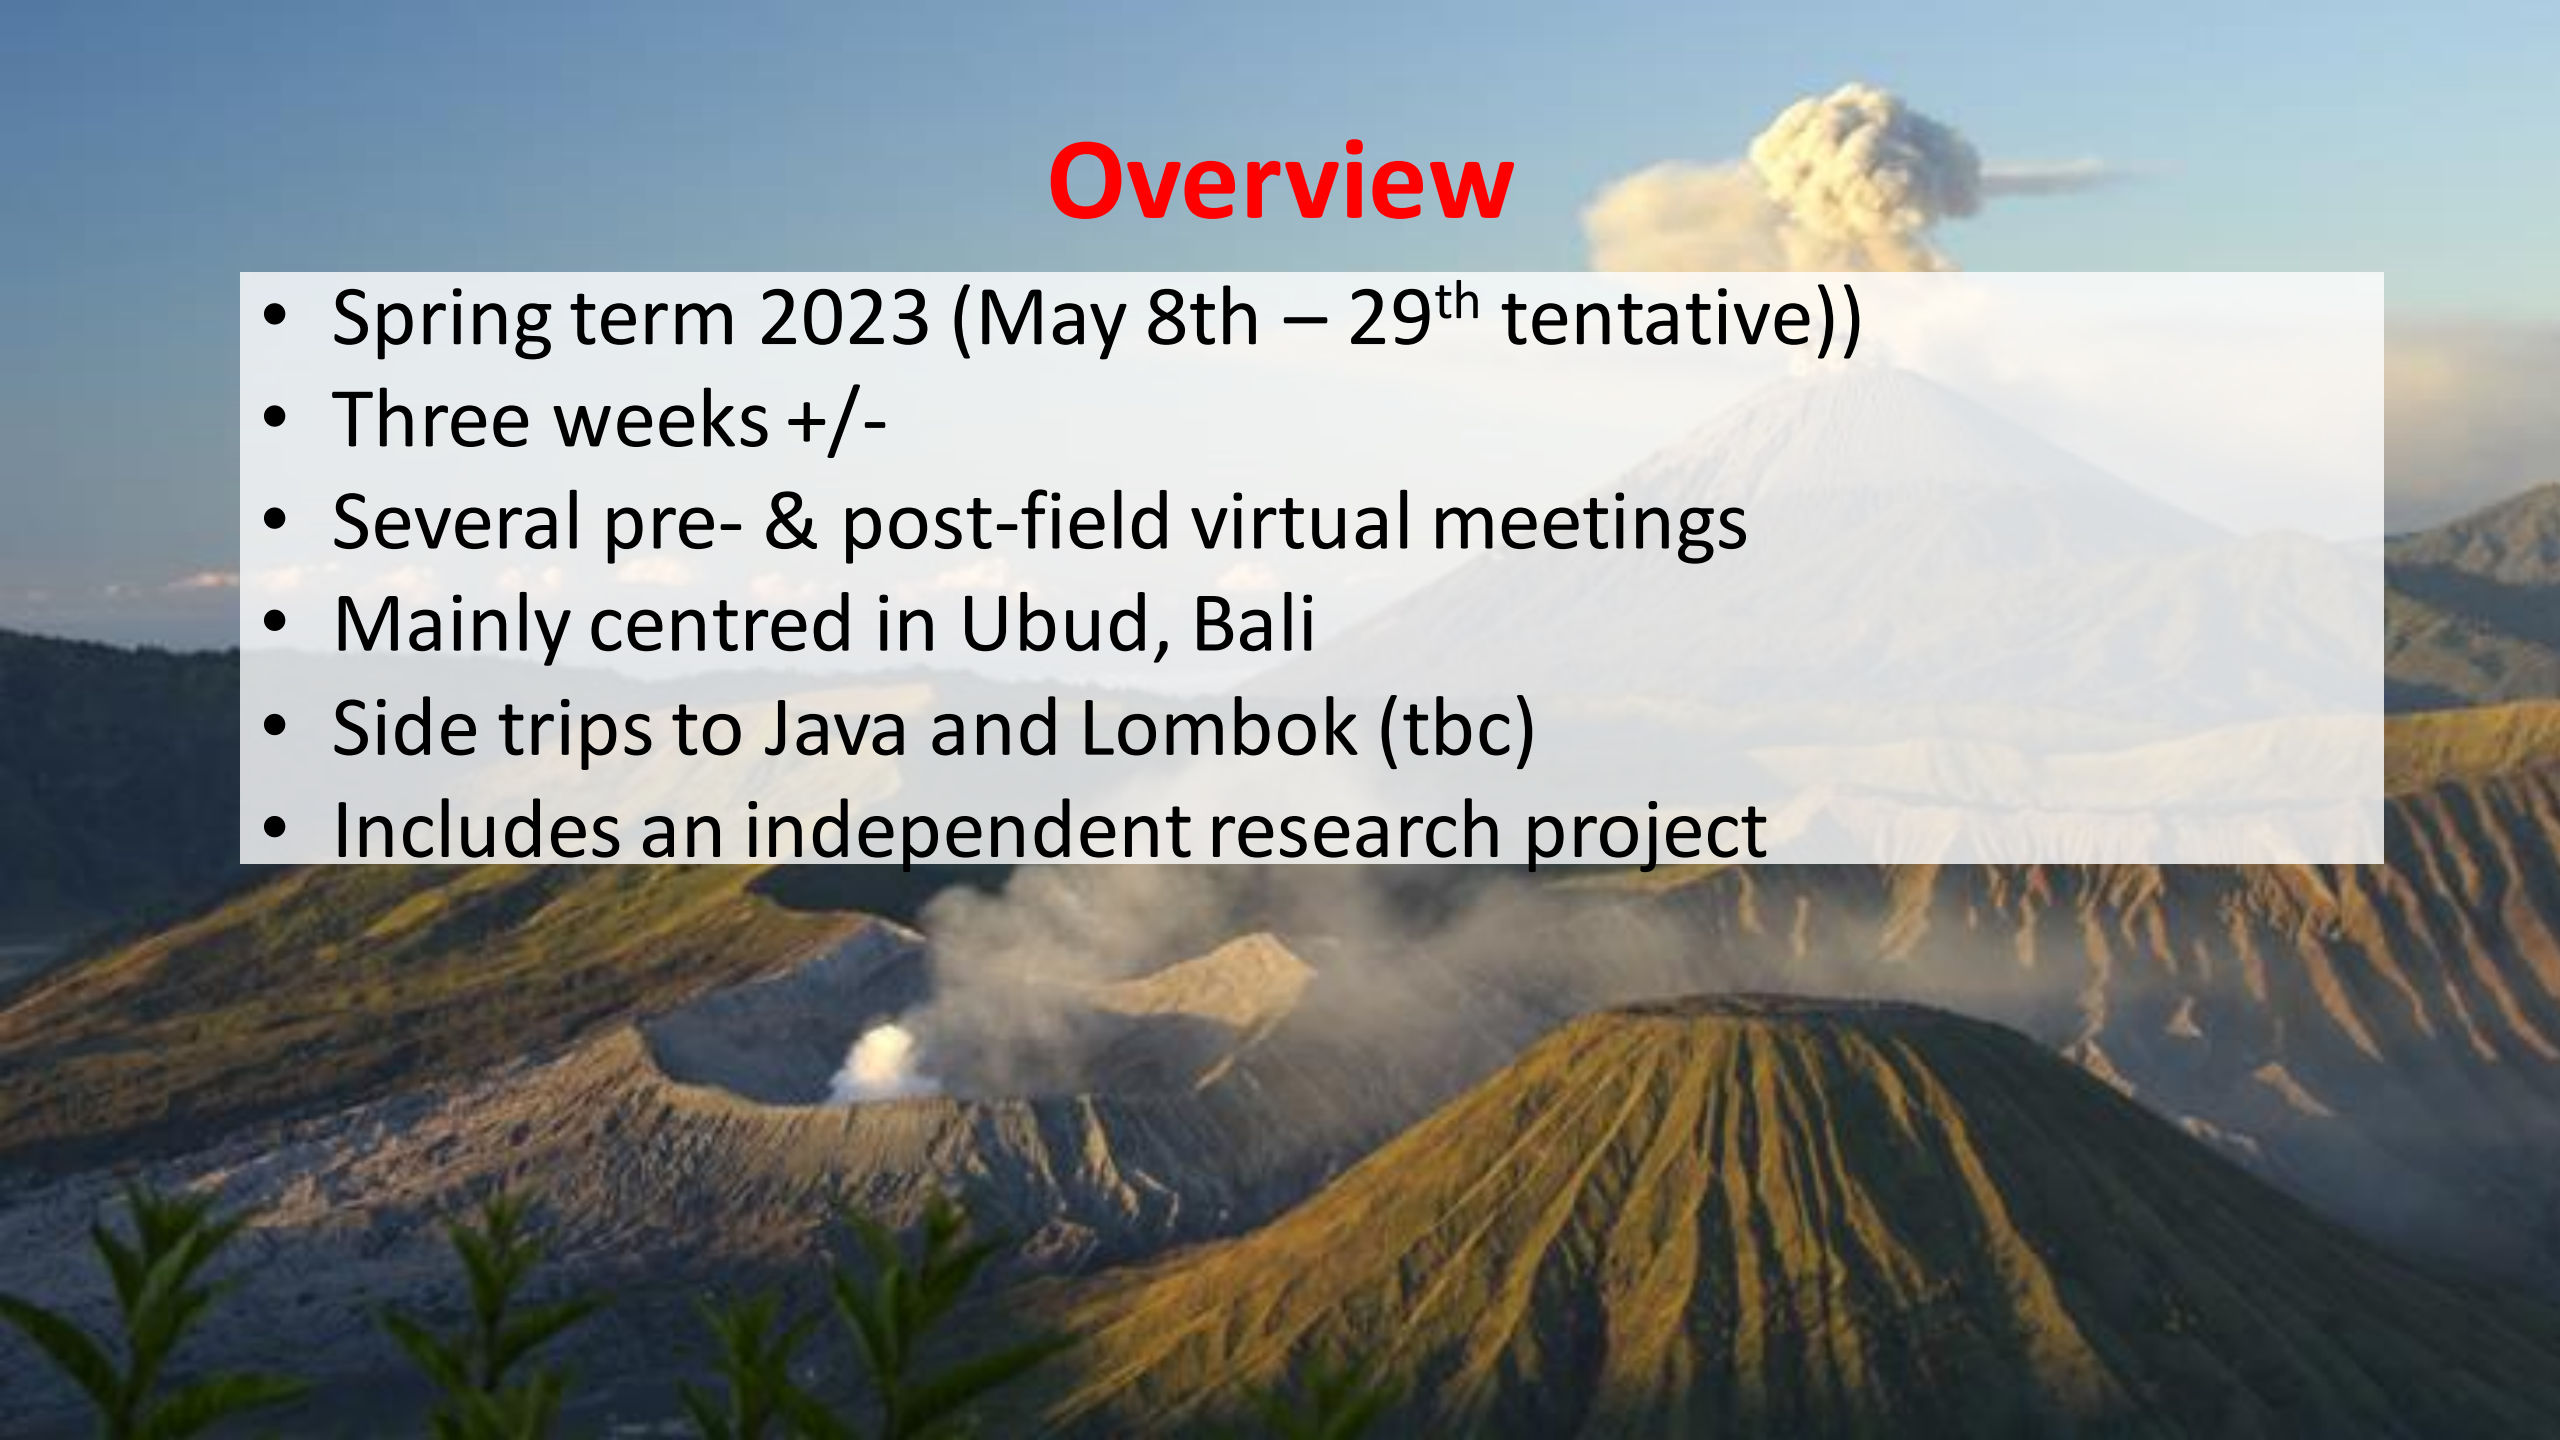 Overview
• Spring term 2023 (May 8th – 29th tentative))
• Three weeks +/-
• Several pre- & post-field virtual meetings
• Mainly centred in Ubud, Bali
• Side trips to Java and Lombok (tbc)
• Includes an independent research project